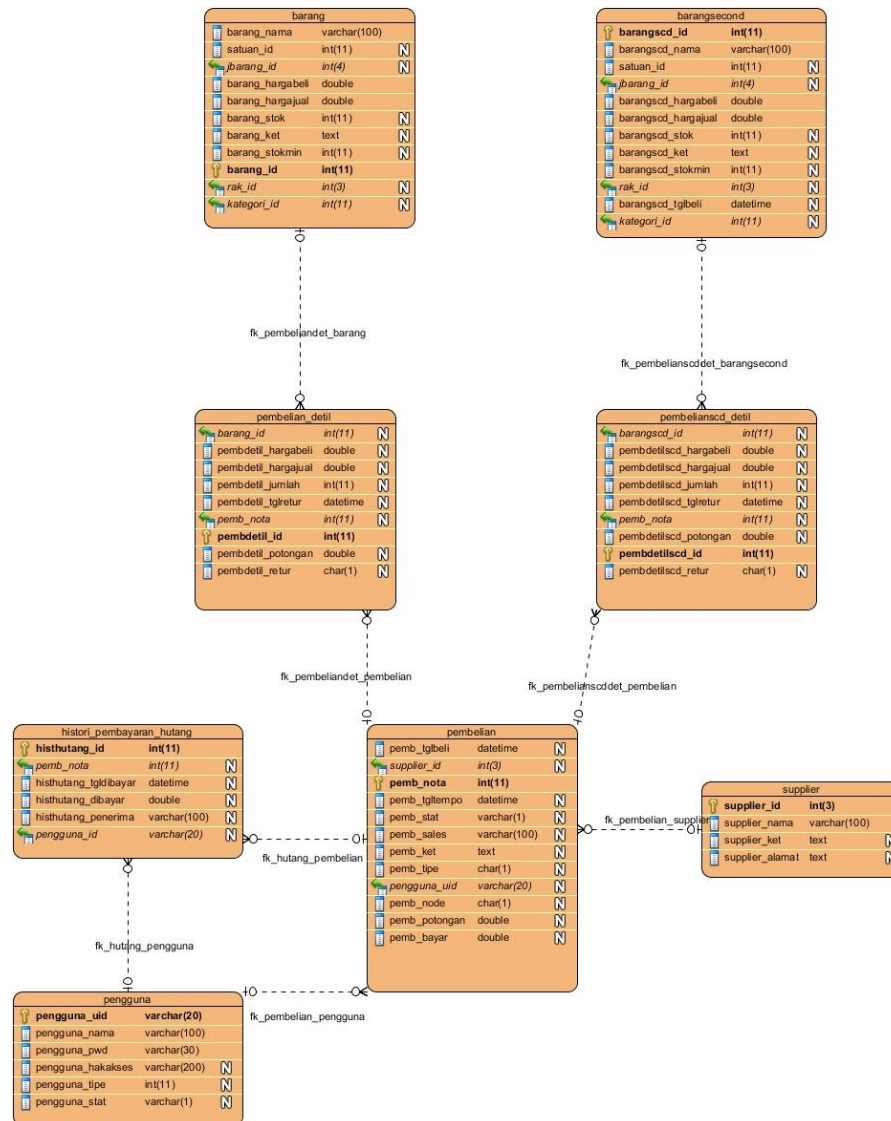 barang
barang_nama varchar(100)
satuan_id int(11) N
jbarang_id int(4) N
barang_hargabeli double
barang_hargajual double
barang_stok int(11) N
barang_ket text N
barang_stokmin int(11) N
barang_id int(11)
rak_id int(3) N
kategori_id int(11) N
barangsecond
barangscd_id int(11)
barangscd_nama varchar(100)
satuan_id int(11) N
jbarang_id int(4) N
barangscd_hargabeli double
barangscd_hargajual double
barangscd_stok int(11) N
barangscd_ket text N
barangscd_stokmin int(11) N
rak_id int(3) N
barangscd_tglbeli datetime N
kategori_id int(11) N
fk_pembeliandet_barang
fk_pembelianscddet_barangsecond
pembelian_detil
barang_id int(11) N
pembdetil_hargabeli double N
pembdetil_hargajual double N
pembdetil_jumlah int(11) N
pembdetil_tglretur datetime N
pemb_nota int(11) N
pembdetil_id int(11)
pembdetil_potongan double N
pembdetil_retur char(1) N
pembelianscd_detil
barangscd_id int(11) N
pembdetilscd_hargabeli double N
pembdetilscd_hargajual double N
pembdetilscd_jumlah int(11) N
pembdetilscd_tglretur datetime N
pemb_nota int(11) N
pembdetilscd_potongan double N
pembdetilscd_id int(11)
pembdetilscd_retur char(1) N
fk_pembeliandet_pembelian
fk_pembelianscddet_pembelian
histori_pembayaran_hutang
histhutang_id int(11)
pemb_nota int(11) N
histhutang_tgldibayar datetime N
histhutang_dibayar double N
histhutang_penerima varchar(100) N
pengguna_id varchar(20) N
pembelian
pemb_tglbeli datetime N
supplier_id int(3) N
pemb_nota int(11)
pemb_tgltempo datetime N
pemb_stat varchar(1) N
pemb_sales varchar(100) N
pemb_ket text N
pemb_tipe char(1) N
pengguna_uid varchar(20) N
pemb_node char(1) N
pemb_potongan double N
pemb_bayar double N
supplier
supplier_id int(3)
supplier_nama varchar(100)
supplier_ket text N
supplier_alamat text N
fk_pembelian_supplier
fk_hutang_pembelian
fk_hutang_pengguna
fk_pembelian_pengguna
pengguna
pengguna_uid varchar(20)
pengguna_nama varchar(100)
pengguna_pwd varchar(30)
pengguna_hakakses varchar(200) N
pengguna_tipe int(11) N
pengguna_stat varchar(1) N